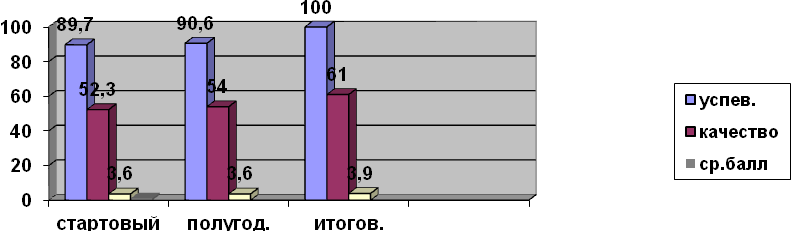 100
89,7
90,6
100
80
60
40
20
0
52,3
54
61
3,6
3,6
3,9
стартовый
полугод.
итогов.
успев.
качество
ср.балл